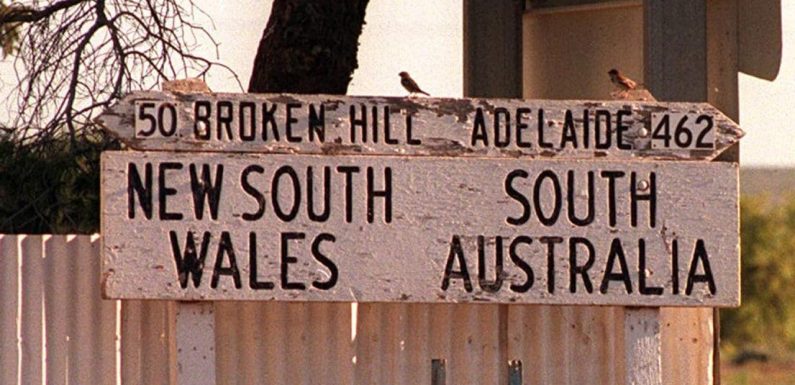 50 BROKEN HILL ADELAIDE 462
NEW SOUTH WALES
SOUTH AUSTRALIA